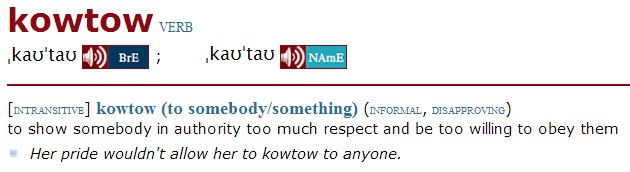 kowtow VERB
ˌkaʊˈtaʊ BrE ; ˌkaʊˈtaʊ NAmE
[INTRANSITIVE] kowtow (to somebody/something) (INFORMAL, DISAPPROVING)
to show somebody in authority too much respect and be too willing to obey them
Her pride wouldn't allow her to kowtow to anyone.